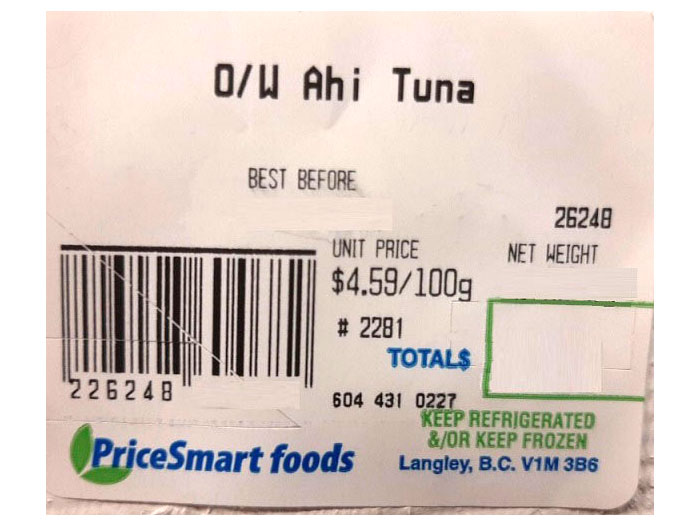 O/W Ahi Tuna
BEST BEFORE
26248
UNIT PRICE
NET WEIGHT
$4.59/100g
# 2281
TOTAL$
226248
604 431 0227
KEEP REFRIGERATED
&/OR KEEP FROZEN
PriceSmart foods
Langley, B.C. V1M 3B6